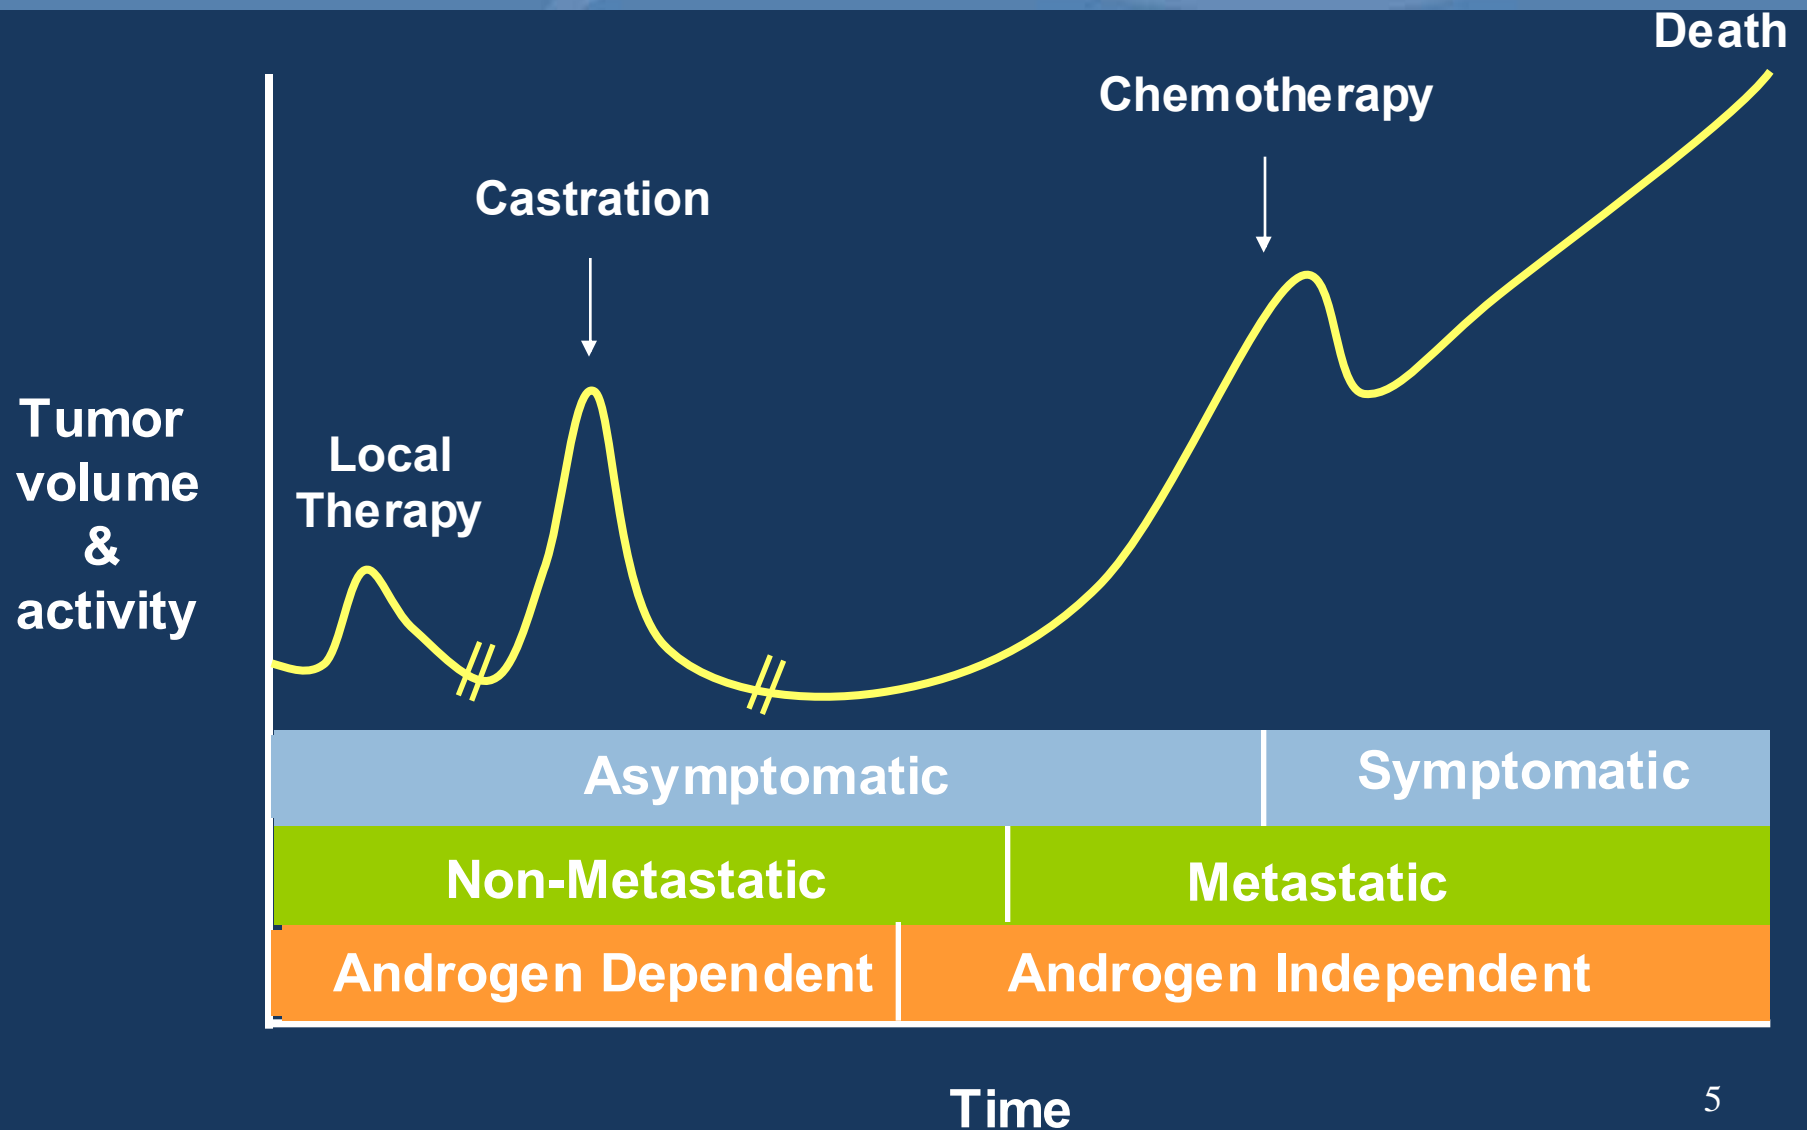 Death
Chemotherapy
Castration
Tumor
volume
&
activity
Local
Therapy
Asymptomatic
Symptomatic
Non-Metastatic
Metastatic
Androgen Dependent
Androgen Independent
Time
5